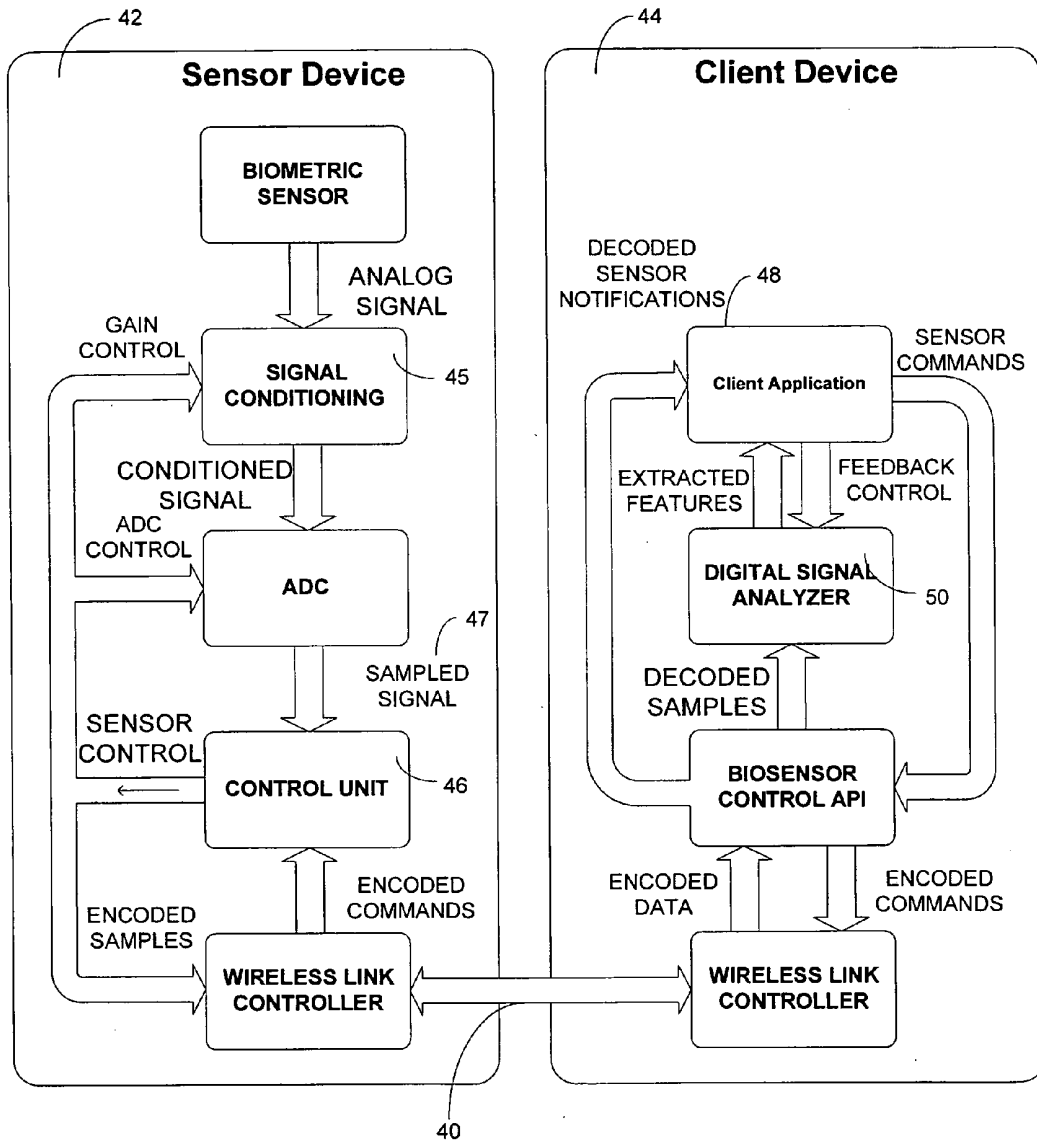 42
Sensor Device
BIOMETRIC
SENSOR
ANALOG
SIGNAL
GAIN
CONTROL
SIGNAL
CONDITIONING
45
CONDITIONED
SIGNAL
ADC
CONTROL
ADC
47
SAMPLED
SIGNAL
SENSOR
CONTROL
CONTROL UNIT
46
ENCODED
COMMANDS
ENCODED
SAMPLES
WIRELESS LINK
CONTROLLER
40
44
Client Device
DECODED
SENSOR
NOTIFICATIONS
48
SENSOR
COMMANDS
Client Application
EXTRACTED
FEATURES
FEEDBACK
CONTROL
DIGITAL SIGNAL
ANALYZER
50
DECODED
SAMPLES
BIOSENSOR
CONTROL API
ENCODED
DATA
ENCODED
COMMANDS
WIRELESS LINK
CONTROLLER